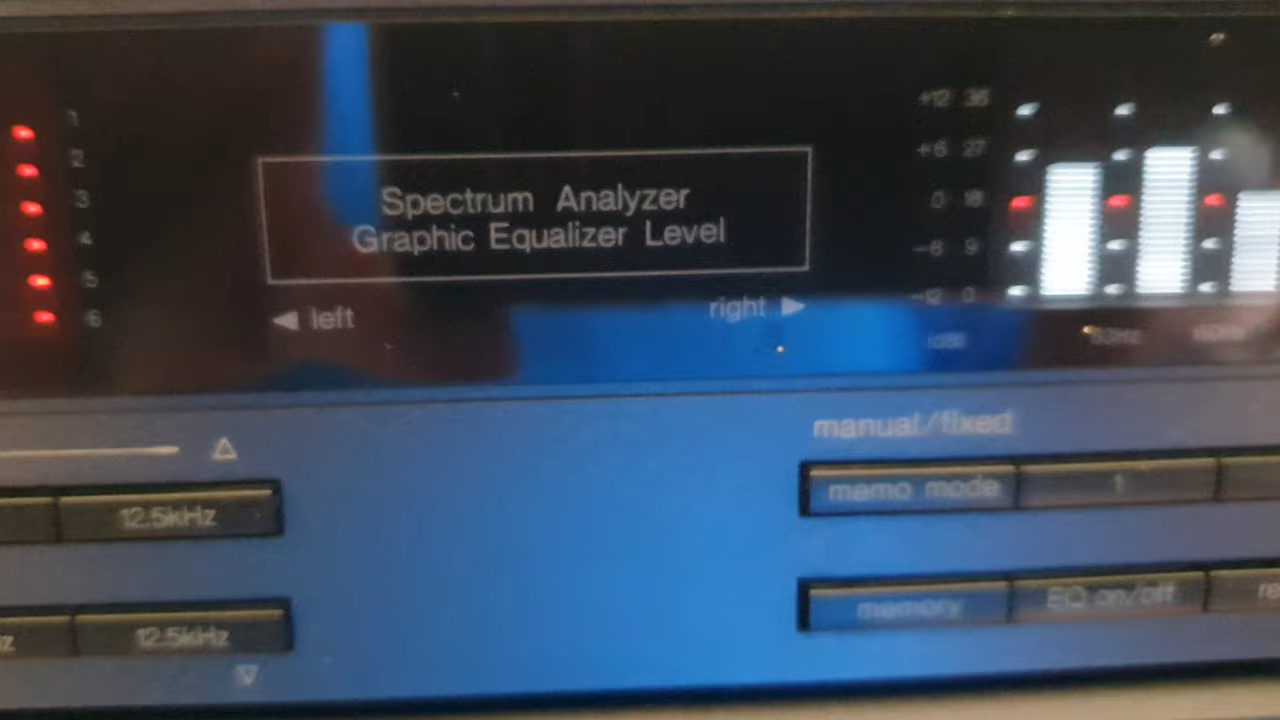 1
2
3
4
5
6
Spectrum Analyzer
Graphic Equalizer Level
◀ left
right ▶
+12 36
+6 27
0 18
-6 9
-12 0
(dB)
manual/fixed
12.5kHz
memo mode
1
12.5kHz
memory
EQ on/off